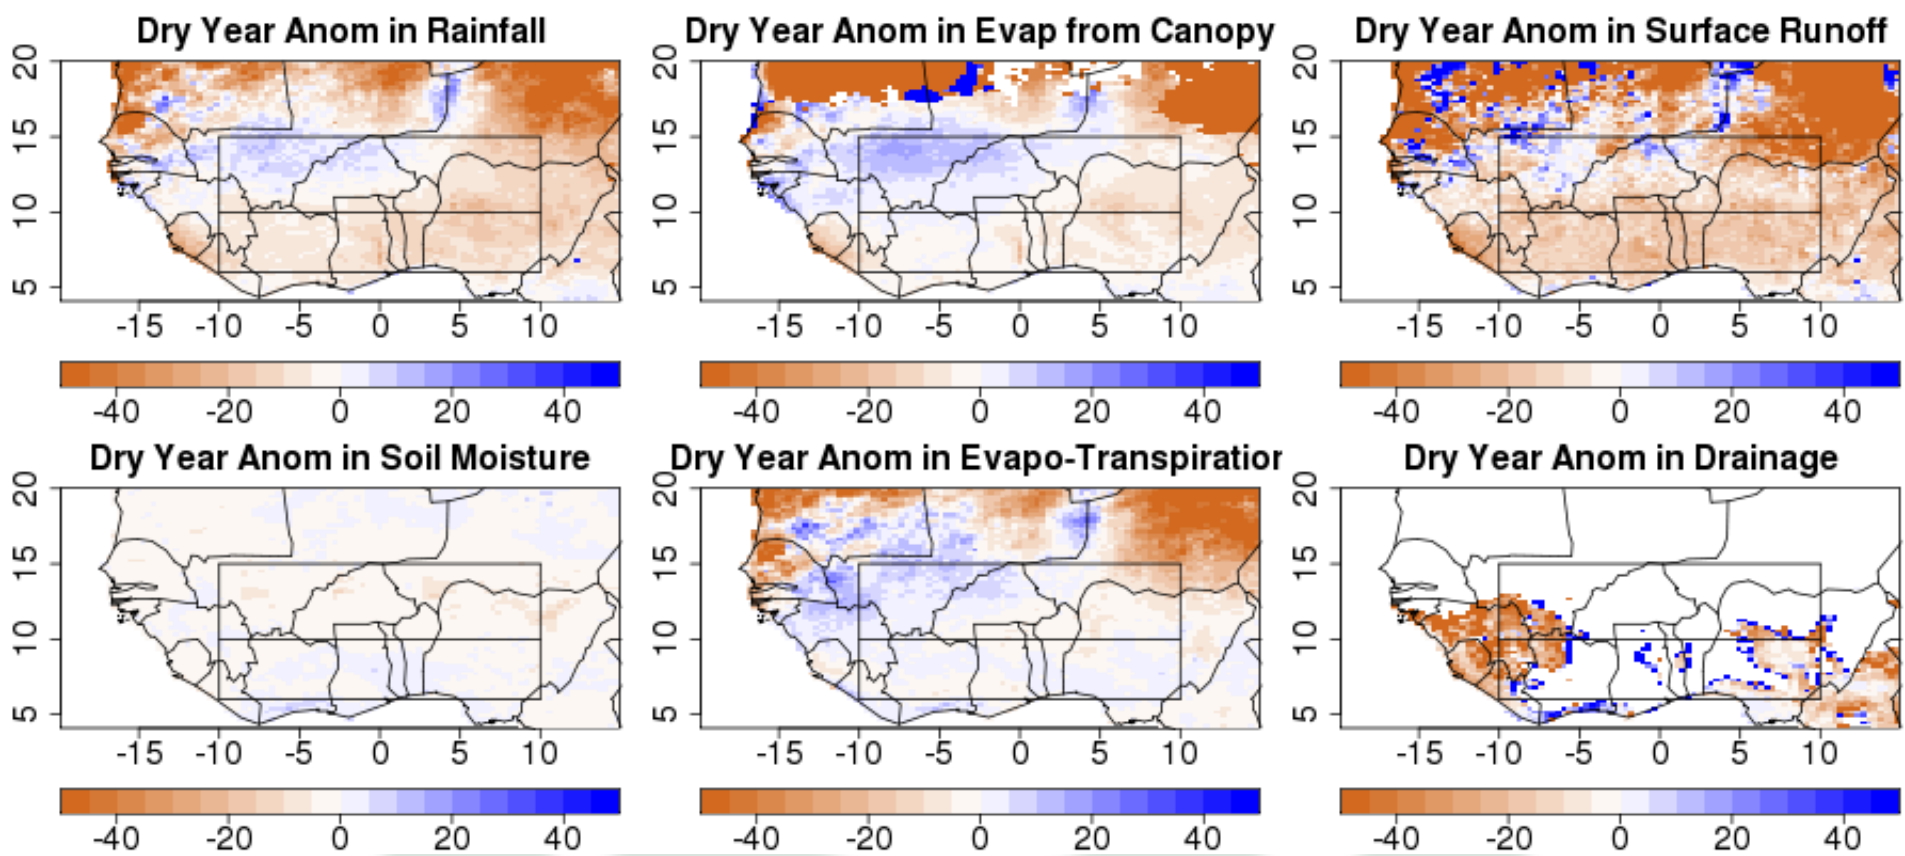 Dry Year Anom in Rainfall
20
15
10
5
-15 -10 -5 0 5 10
-40 -20 0 20 40
Dry Year Anom in Evap from Canopy
20
15
10
5
-15 -10 -5 0 5 10
-40 -20 0 20 40
Dry Year Anom in Surface Runoff
20
15
10
5
-15 -10 -5 0 5 10
-40 -20 0 20 40
Dry Year Anom in Soil Moisture
20
15
10
5
-15 -10 -5 0 5 10
-40 -20 0 20 40
Dry Year Anom in Evapo-Transpiration
20
15
10
5
-15 -10 -5 0 5 10
-40 -20 0 20 40
Dry Year Anom in Drainage
20
15
10
5
-15 -10 -5 0 5 10
-40 -20 0 20 40